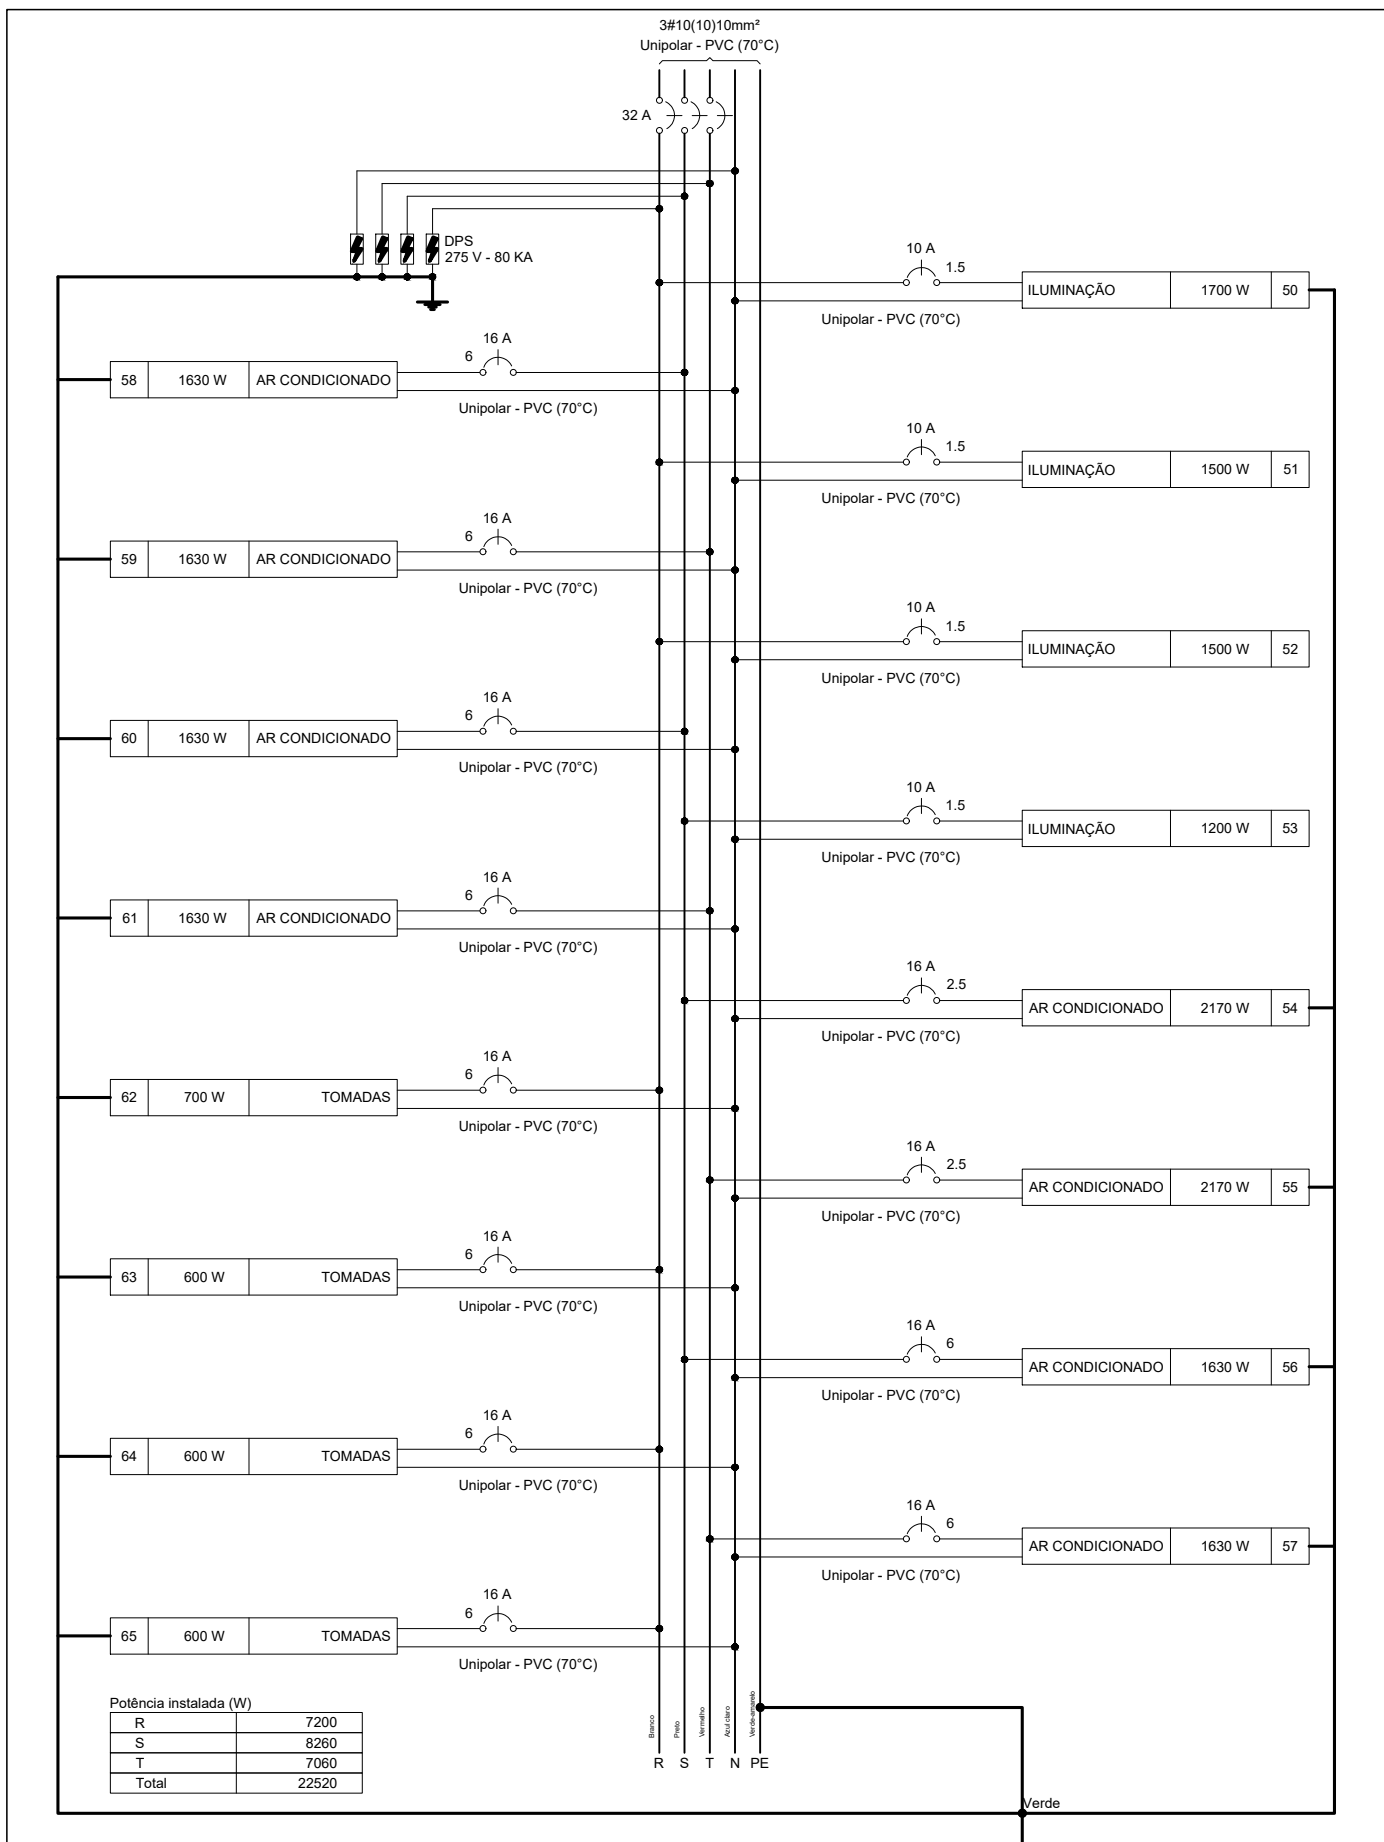 3#10(10)10mm²
Unipolar - PVC (70°C)
32 A
DPS
275 V - 80 KA
10 A
1.5
ILUMINAÇÃO 1700 W 50
Unipolar - PVC (70°C)
16 A
6
58 1630 W AR CONDICIONADO
Unipolar - PVC (70°C)
10 A
1.5
ILUMINAÇÃO 1500 W 51
Unipolar - PVC (70°C)
16 A
6
59 1630 W AR CONDICIONADO
Unipolar - PVC (70°C)
10 A
1.5
ILUMINAÇÃO 1500 W 52
Unipolar - PVC (70°C)
16 A
6
60 1630 W AR CONDICIONADO
Unipolar - PVC (70°C)
10 A
1.5
ILUMINAÇÃO 1200 W 53
Unipolar - PVC (70°C)
16 A
6
61 1630 W AR CONDICIONADO
Unipolar - PVC (70°C)
16 A
2.5
AR CONDICIONADO 2170 W 54
Unipolar - PVC (70°C)
16 A
6
62 700 W TOMADAS
Unipolar - PVC (70°C)
16 A
2.5
AR CONDICIONADO 2170 W 55
Unipolar - PVC (70°C)
16 A
6
63 600 W TOMADAS
Unipolar - PVC (70°C)
16 A
6
AR CONDICIONADO 1630 W 56
Unipolar - PVC (70°C)
16 A
6
64 600 W TOMADAS
Unipolar - PVC (70°C)
16 A
6
AR CONDICIONADO 1630 W 57
Unipolar - PVC (70°C)
16 A
6
65 600 W TOMADAS
Unipolar - PVC (70°C)
Potência instalada (W)
R 7200
S 8260
T 7060
Total 22520
Branco
Preto
Vermelho
Azul claro
Verde-amarelo
R S T N PE
Verde